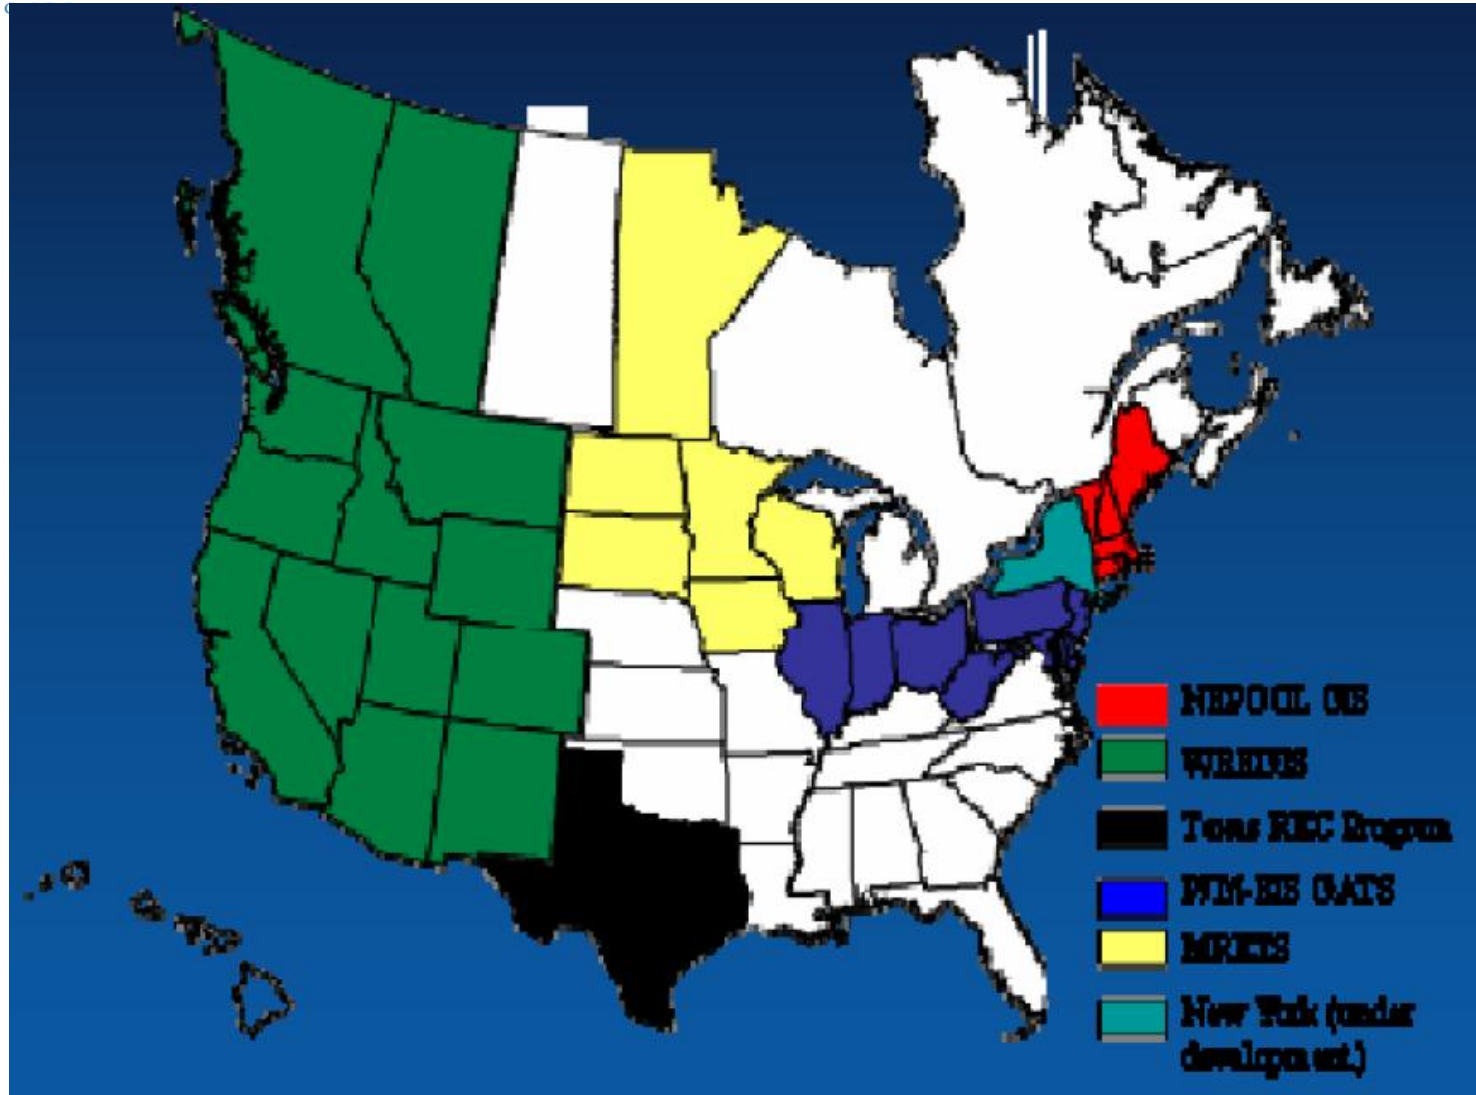 NEPOOL GIS
WREGIS
Texas REC Program
PJM-EIS GATS
MRETS
New York (under
development)